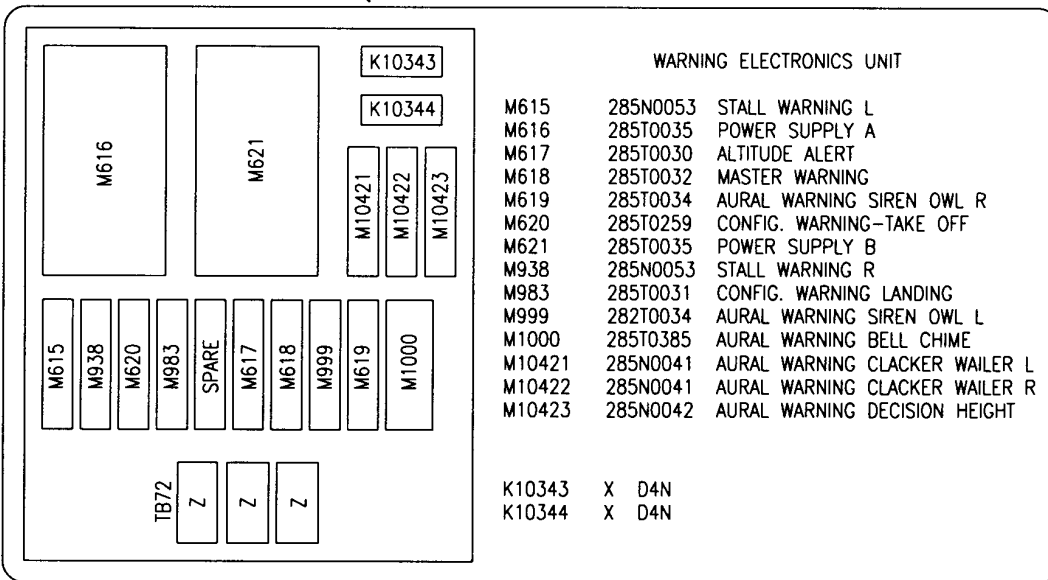 K10343
K10344
M616
M621
M10421
M10422
M10423
M615
M938
M620
M983
SPARE
M617
M618
M999
M619
M1000
TB72
Z
Z
Z
WARNING ELECTRONICS UNIT
M615 285N0053 STALL WARNING L
M616 285T0035 POWER SUPPLY A
M617 285T0030 ALTITUDE ALERT
M618 285T0032 MASTER WARNING
M619 285T0034 AURAL WARNING SIREN OWL R
M620 285T0259 CONFIG. WARNING-TAKE OFF
M621 285T0035 POWER SUPPLY B
M938 285N0053 STALL WARNING R
M983 285T0031 CONFIG. WARNING LANDING
M999 282T0034 AURAL WARNING SIREN OWL L
M1000 285T0385 AURAL WARNING BELL CHIME
M10421 285N0041 AURAL WARNING CLACKER WAILER L
M10422 285N0041 AURAL WARNING CLACKER WAILER R
M10423 285N0042 AURAL WARNING DECISION HEIGHT
K10343 X D4N
K10344 X D4N